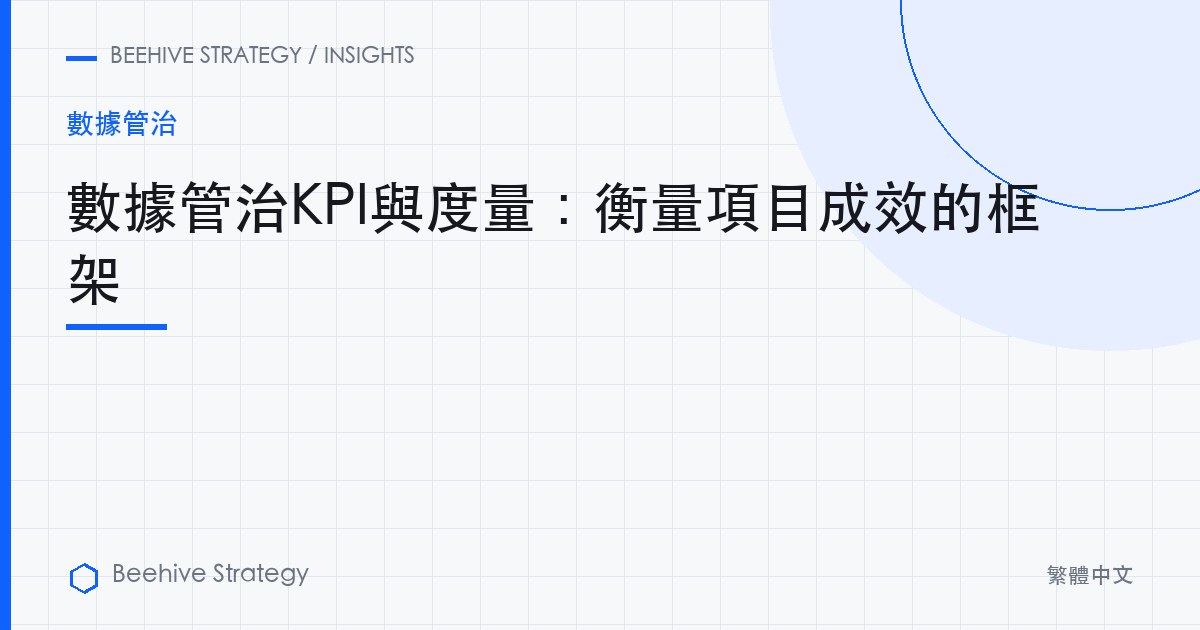 BEEHIVE STRATEGY / INSIGHTS
數據管治
數據管治KPI與度量：衡量項目成效的框
架
Beehive Strategy
繁體中文